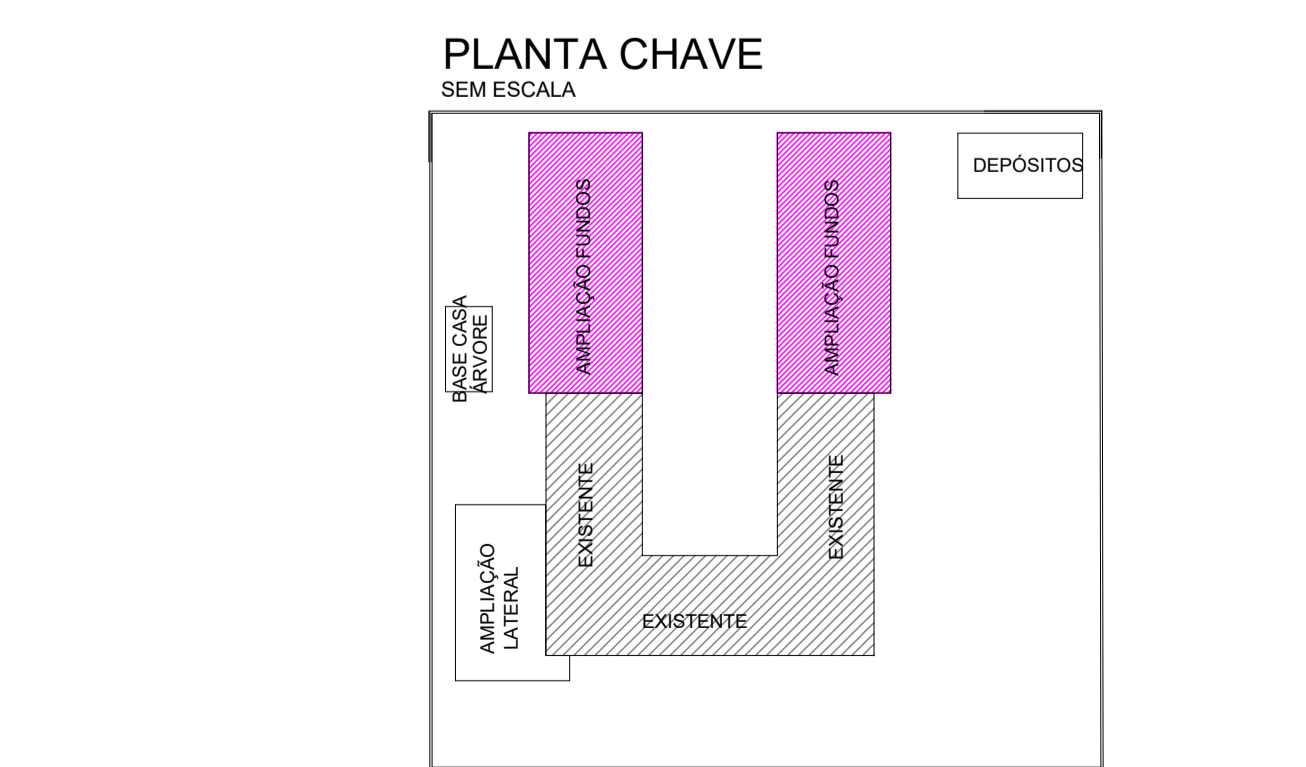 PLANTA CHAVE
SEM ESCALA
AMPLIAÇÃO FUNDOS
AMPLIAÇÃO FUNDOS
DEPÓSITOS
BASE CASA
ÁRVORE
EXISTENTE
EXISTENTE
AMPLIAÇÃO
LATERAL
EXISTENTE